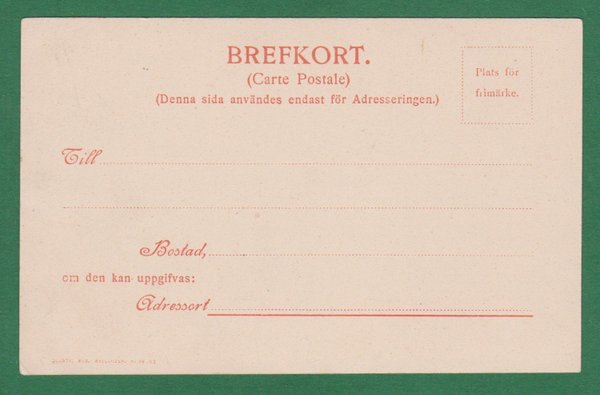 BREFKORT.
(Carte Postale)
(Denna sida användes endast för Adresseringen.)
Plats för
frimärke.
Till
Bostad,
om den kan uppgifvas:
Adressort